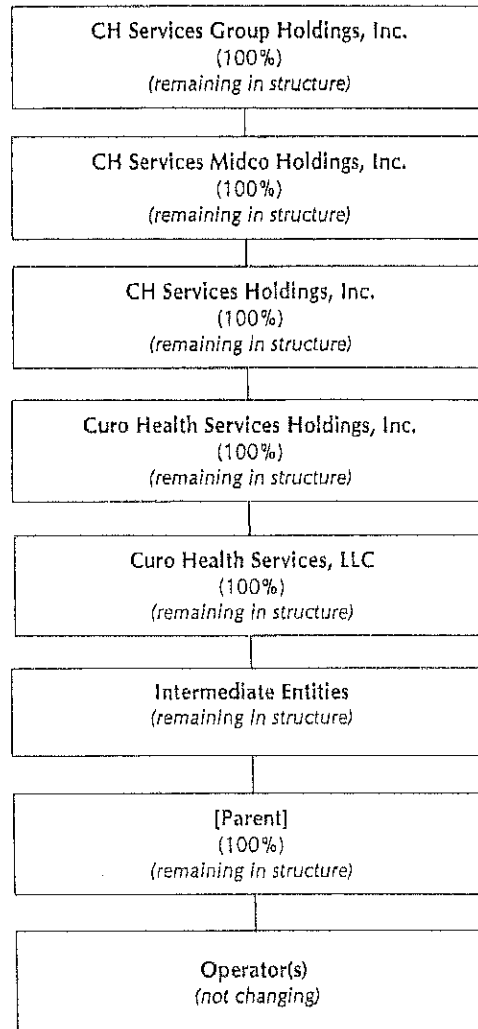 CH Services Group Holdings, Inc.
(100%)
(remaining in structure)
CH Services Midco Holdings, Inc.
(100%)
(remaining in structure)
CH Services Holdings, Inc.
(100%)
(remaining in structure)
Curo Health Services Holdings, Inc.
(100%)
(remaining in structure)
Curo Health Services, LLC
(100%)
(remaining in structure)
Intermediate Entities
(remaining in structure)
[Parent]
(100%)
(remaining in structure)
Operator(s)
(not changing)